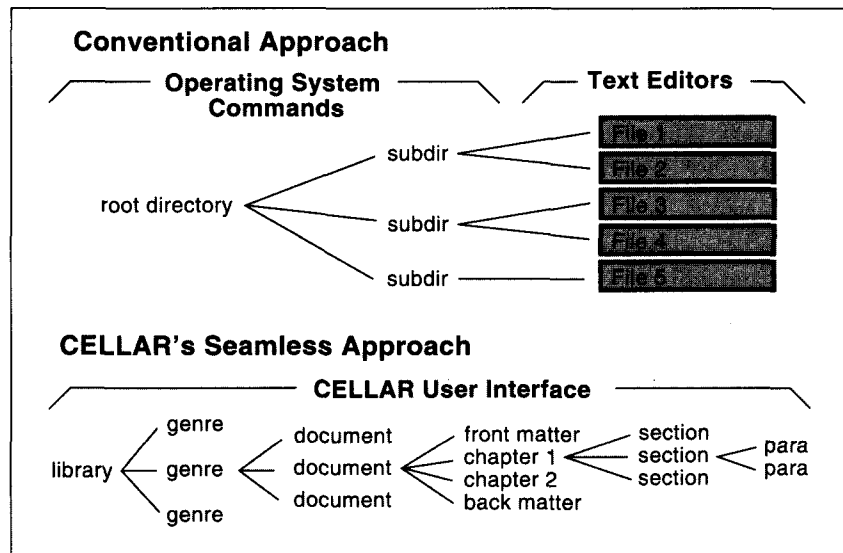 Conventional Approach
Operating System
Commands
Text Editors
root directory
subdir
subdir
subdir
File 1
File 2
File 3
File 4
File 5
CELLAR's Seamless Approach
CELLAR User Interface
library
genre
genre
genre
document
document
document
front matter
chapter 1
chapter 2
back matter
section
section
section
para
para